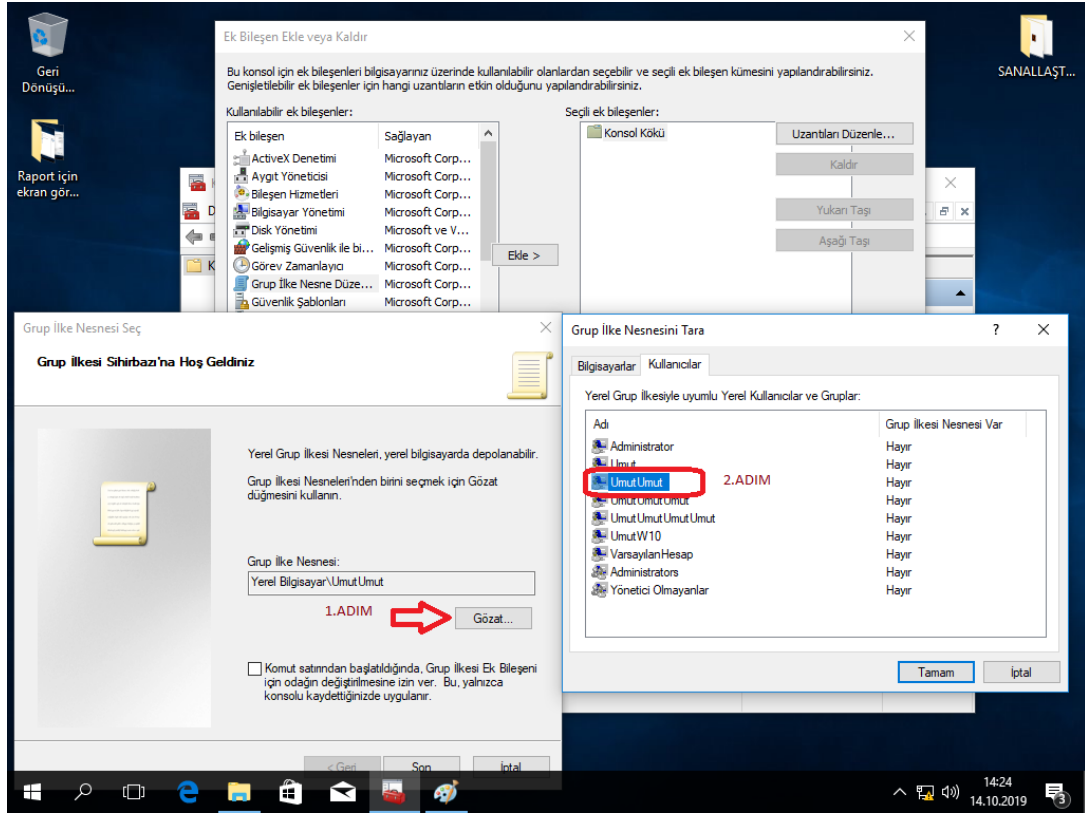 Geri
Dönüşü...
Raport için
ekran gör...
SANALLAŞT...
Ek Bileşen Ekle veya Kaldır
Bu konsol için ek bileşenleri bilgisayarınız üzerinde kullanılabilir olanlardan seçebilir ve seçili ek bileşen kümesini yapılandırabilirsiniz.
Genişletilebilir ek bileşenler için hangi uzantıların etkin olduğunu yapılandırabilirsiniz.
Kullanılabilir ek bileşenler:
Seçili ek bileşenler:
Ek bileşen Sağlayan
ActiveX Denetimi Microsoft Corp...
Aygıt Yöneticisi Microsoft Corp...
Bileşen Hizmetleri Microsoft Corp...
Bilgisayar Yönetimi Microsoft Corp...
Disk Yönetimi Microsoft ve V...
Gelişmiş Güvenlik ile bi... Microsoft Corp...
Görev Zamanlayıcı Microsoft Corp...
Grup İlke Nesne Düze... Microsoft Corp...
Güvenlik Şablonları Microsoft Corp...
Ekle >
Konsol Kökü
Uzantıları Düzenle...
Kaldır
Yukarı Taşı
Aşağı Taşı
D
K
Grup İlke Nesnesi Seç
Grup İlkesi Sihirbazı'na Hoş Geldiniz
Yerel Grup İlkesi Nesneleri, yerel bilgisayarda depolanabilir.
Grup İlkesi Nesneleri'nden birini seçmek için Gözat
düğmesini kullanın.
Grup İlke Nesnesi:
Yerel Bilgisayar\UmutUmut
1.ADIM
Gözat...
Komut satırından başlatıldığında, Grup İlkesi Ek Bileşeni
için odağın değiştirilmesine izin ver. Bu, yalnızca
konsolu kaydettiğinizde uygulanır.
< Geri Son İptal
Grup İlke Nesnesini Tara
?
Bilgisayarlar Kullanıcılar
Yerel Grup İlkesiyle uyumlu Yerel Kullanıcılar ve Gruplar:
Adı Grup İlkesi Nesnesi Var
Administrator Hayır
Umut Hayır
UmutUmut Hayır
2.ADIM
UmutUmutUmut Hayır
UmutUmutUmutUmut Hayır
UmutW10 Hayır
VarsayılanHesap Hayır
Administrators Hayır
Yönetici Olmayanlar Hayır
Tamam İptal
14:24
14.10.2019
3